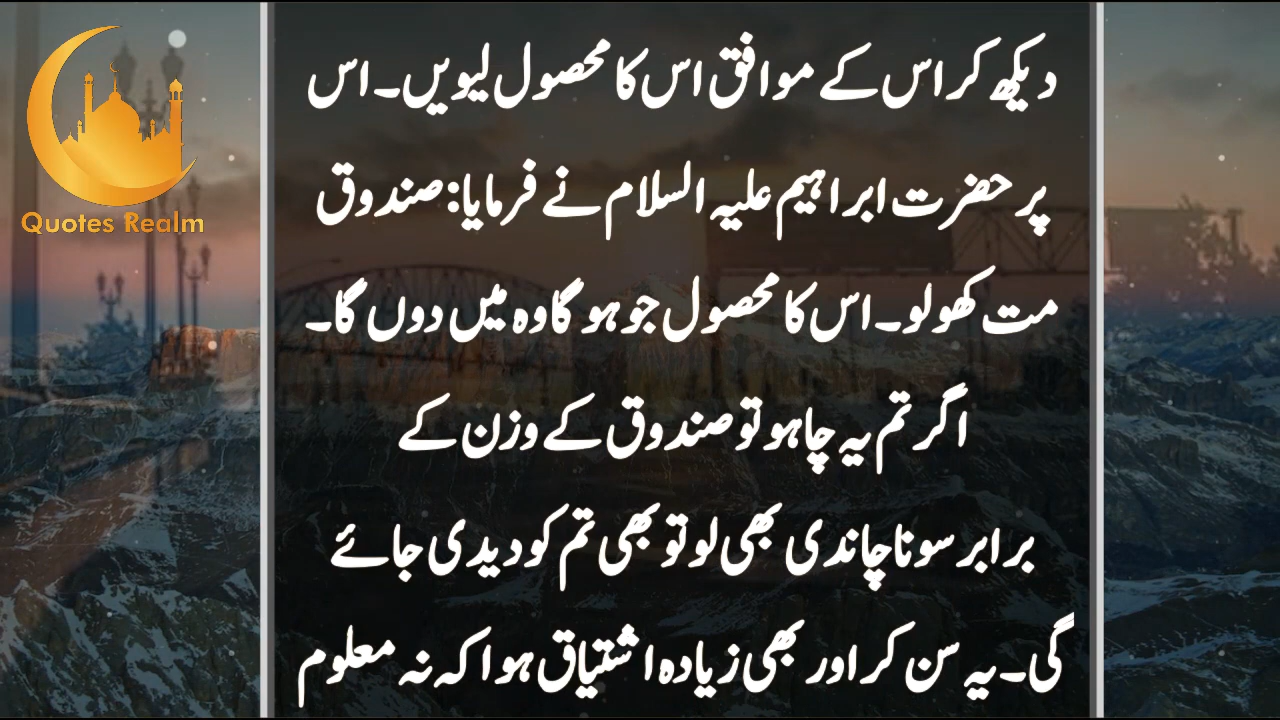 Quotes Realm
دیکھ کر اس کے موافق اس کا محصول لیویں۔ اس
پر حضرت ابراہیم علیہ السلام نے فرمایا: صندوق
مت کھولو۔ اس کا محصول جو ہو گا وہ میں دوں گا۔
اگر تم یہ چاہو تو صندوق کے وزن کے
برابر سونا چاندی بھی لو تو بھی تم کو دیدی جائے
گی۔ یہ سن کر اور بھی زیادہ اشتیاق ہوا کہ نہ معلوم